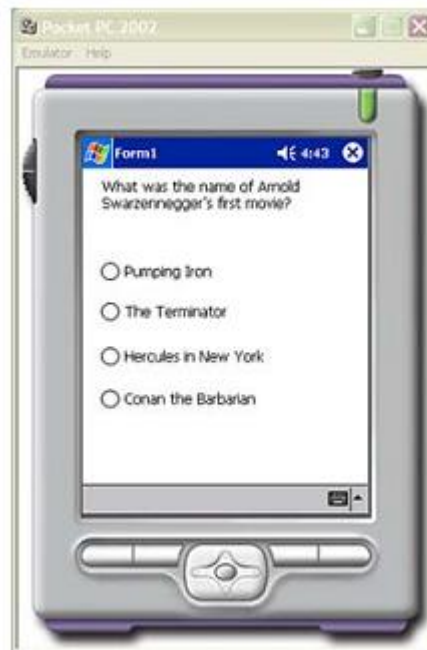 Pocket PC 2002
Emulator Help
Form1 4:43
What was the name of Arnold
Swarzennegger's first movie?
Pumping Iron
The Terminator
Hercules in New York
Conan the Barbarian